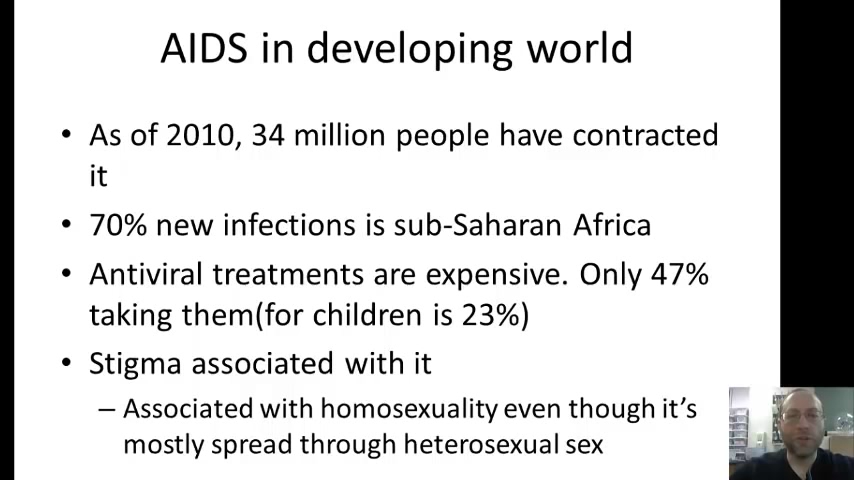 AIDS in developing world
• As of 2010, 34 million people have contracted
it
• 70% new infections is sub-Saharan Africa
• Antiviral treatments are expensive. Only 47%
taking them(for children is 23%)
• Stigma associated with it
– Associated with homosexuality even though it's
mostly spread through heterosexual sex